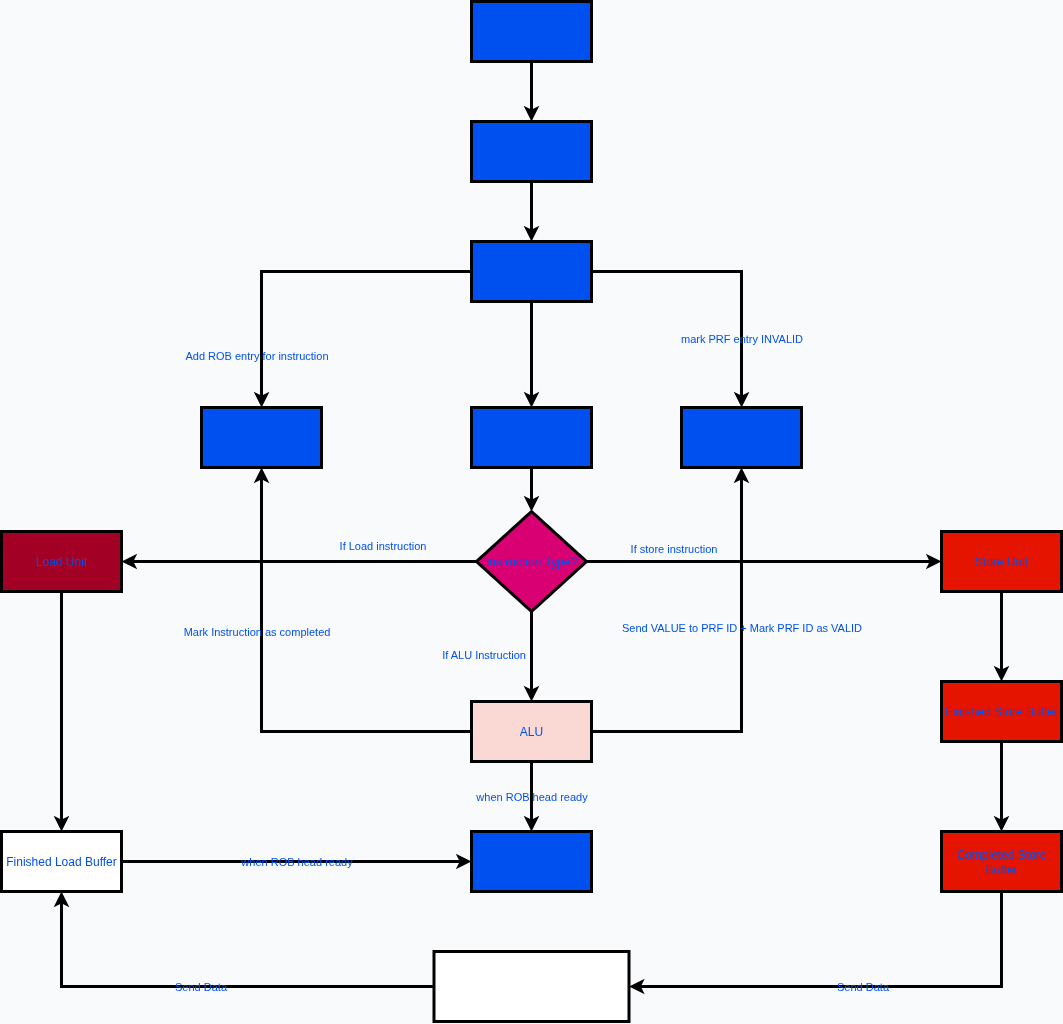 mark PRF entry INVALID
Add ROB entry for instruction
If Load instruction
If store instruction
Load Unit
Instruction Type?
Store Unit
Send VALUE to PRF ID + Mark PRF ID as VALID
Mark Instruction as completed
If ALU Instruction
Finished Store Buffer
ALU
when ROB head ready
Completed Store
Buffer
Finished Load Buffer
when ROB head ready
Send Data
Send Data